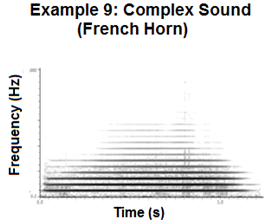 Example 9: Complex Sound
(French Horn)
Frequency (Hz)
Time (s)